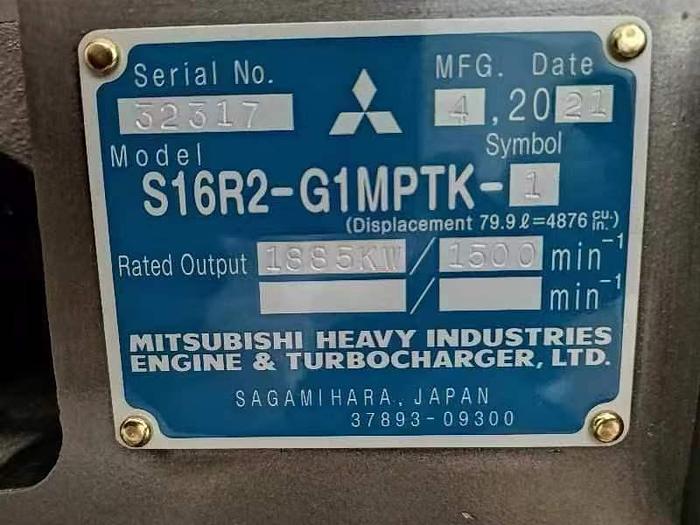 Serial No. MFG. Date
32317 4, 2021
Model Symbol
S16R2-G1MPTK-1
(Displacement 79.9ℓ=4876 cu. in.)
Rated Output 1885KW / 1500 min⁻¹
/ min⁻¹
MITSUBISHI HEAVY INDUSTRIES
ENGINE & TURBOCHARGER, LTD.
SAGAMIHARA, JAPAN
37893-09300